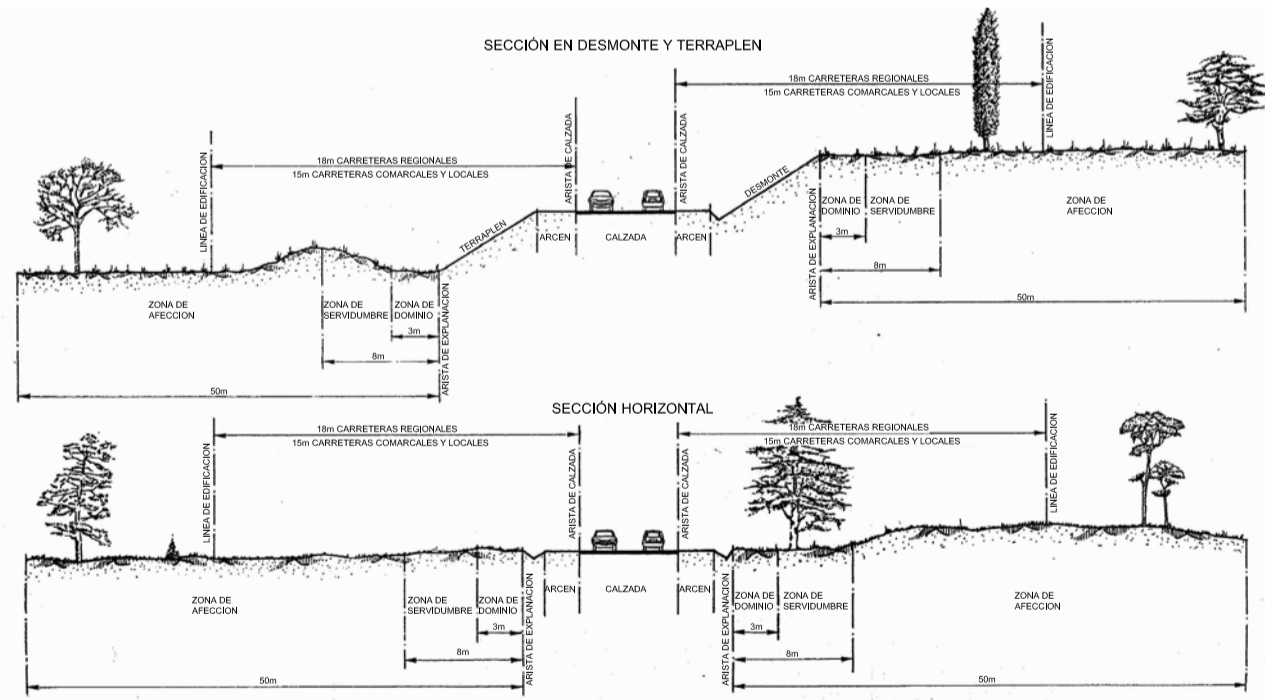 SECCIÓN EN DESMONTE Y TERRAPLEN
18m CARRETERAS REGIONALES
15m CARRETERAS COMARCALES Y LOCALES
LINEA DE EDIFICACION
ARISTA DE CALZADA
ARISTA DE CALZADA
18m CARRETERAS REGIONALES
15m CARRETERAS COMARCALES Y LOCALES
LINEA DE EDIFICACION
TERRAPLEN
DESMONTE
ARCEN
CALZADA
ARCEN
ZONA DE
AFECCION
ZONA DE
SERVIDUMBRE
ZONA DE
DOMINIO
3m
8m
50m
ARISTA DE EXPLANACION
ARISTA DE EXPLANACION
ZONA DE
DOMINIO
ZONA DE
SERVIDUMBRE
ZONA DE
AFECCION
3m
8m
50m
SECCIÓN HORIZONTAL
18m CARRETERAS REGIONALES
15m CARRETERAS COMARCALES Y LOCALES
LINEA DE EDIFICACION
ARISTA DE CALZADA
ARISTA DE CALZADA
18m CARRETERAS REGIONALES
15m CARRETERAS COMARCALES Y LOCALES
LINEA DE EDIFICACION
ZONA DE
AFECCION
ZONA DE
SERVIDUMBRE
ZONA DE
DOMINIO
3m
8m
50m
ARISTA DE EXPLANACION
ARCEN
CALZADA
ARCEN
ARISTA DE EXPLANACION
ZONA DE
DOMINIO
ZONA DE
SERVIDUMBRE
ZONA DE
AFECCION
3m
8m
50m